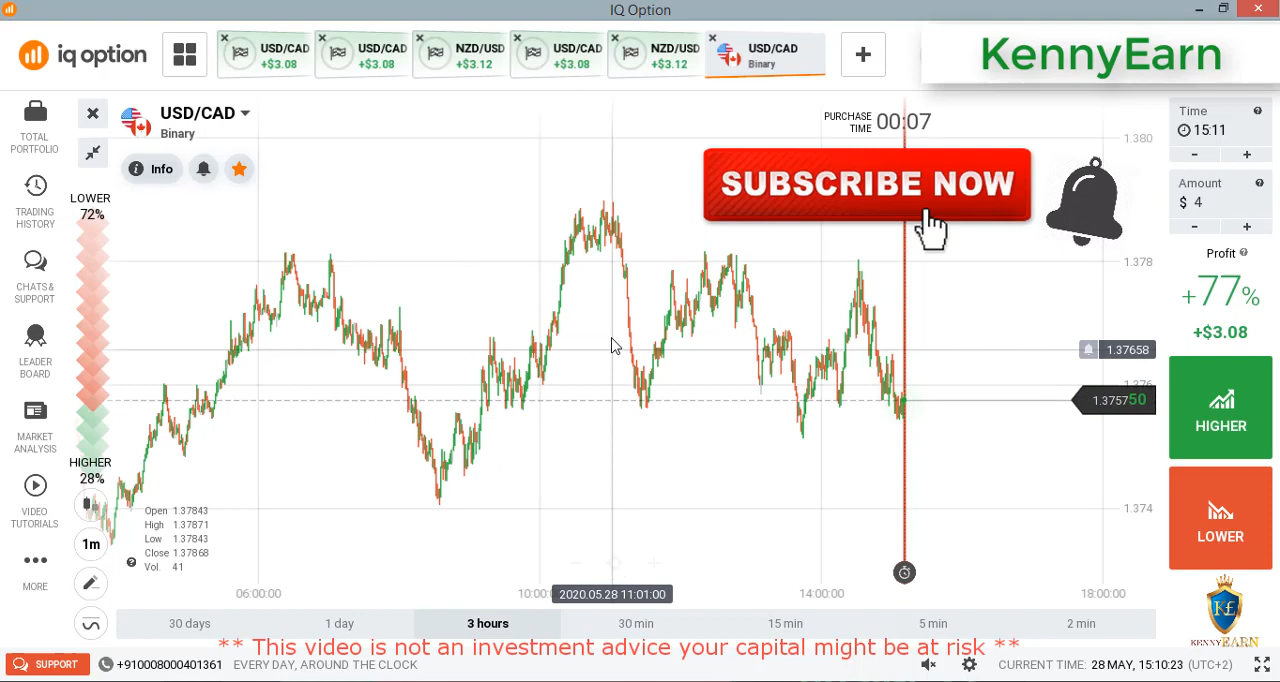 IQ Option
iq option
USD/CAD
+$3.08
USD/CAD
+$3.08
NZD/USD
+$3.12
USD/CAD
+$3.08
NZD/USD
+$3.12
USD/CAD
Binary
KennyEarn
TOTAL
PORTFOLIO
TRADING
HISTORY
CHATS &
SUPPORT
LEADER
BOARD
MARKET
ANALYSIS
VIDEO
TUTORIALS
MORE
USD/CAD
Binary
Info
LOWER
72%
HIGHER
28%
1m
Open 1.37843
High 1.37871
Low 1.37843
Close 1.37868
Vol. 41
PURCHASE
TIME
00:07
SUBSCRIBE NOW
1.380
1.378
1.37658
1.376
1.375750
1.374
06:00:00
10:00:00
2020.05.28 11:01:00
14:00:00
18:00:00
30 days
1 day
3 hours
30 min
15 min
5 min
2 min
Time
15:11
Amount
$ 4
Profit
+77%
+$3.08
HIGHER
LOWER
KE
KENNYEARN
** This video is not an investment advice your capital might be at risk **
SUPPORT
+910008000401361
EVERY DAY, AROUND THE CLOCK
CURRENT TIME: 28 MAY, 15:10:23 (UTC+2)